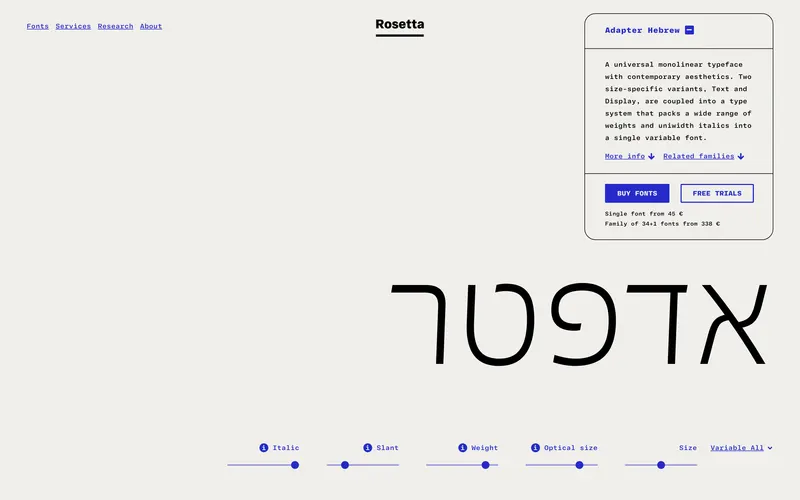 Fonts Services Research About
Rosetta
Adapter Hebrew
A universal monolinear typeface
with contemporary aesthetics. Two
size-specific variants, Text and
Display, are coupled into a type
system that packs a wide range of
weights and uniwidth italics into
a single variable font.
More info Related families
BUY FONTS FREE TRIALS
Single font from 45 €
Family of 34+1 fonts from 338 €
אדפטר
Italic Slant Weight Optical size Size Variable All